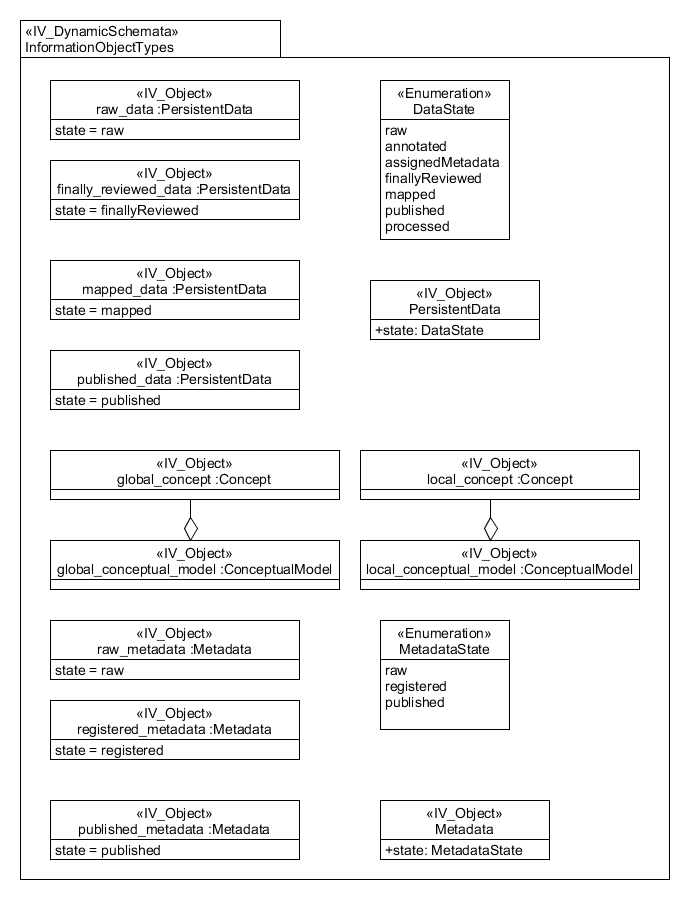 «IV_DynamicSchemata»
InformationObjectTypes
«IV_Object»
raw_data :PersistentData
state = raw
«Enumeration»
DataState
raw
annotated
assignedMetadata
finallyReviewed
mapped
published
processed
«IV_Object»
finally_reviewed_data :PersistentData
state = finallyReviewed
«IV_Object»
mapped_data :PersistentData
state = mapped
«IV_Object»
PersistentData
+state: DataState
«IV_Object»
published_data :PersistentData
state = published
«IV_Object»
global_concept :Concept
«IV_Object»
local_concept :Concept
«IV_Object»
global_conceptual_model :ConceptualModel
«IV_Object»
local_conceptual_model :ConceptualModel
«IV_Object»
raw_metadata :Metadata
state = raw
«Enumeration»
MetadataState
raw
registered
published
«IV_Object»
registered_metadata :Metadata
state = registered
«IV_Object»
published_metadata :Metadata
state = published
«IV_Object»
Metadata
+state: MetadataState